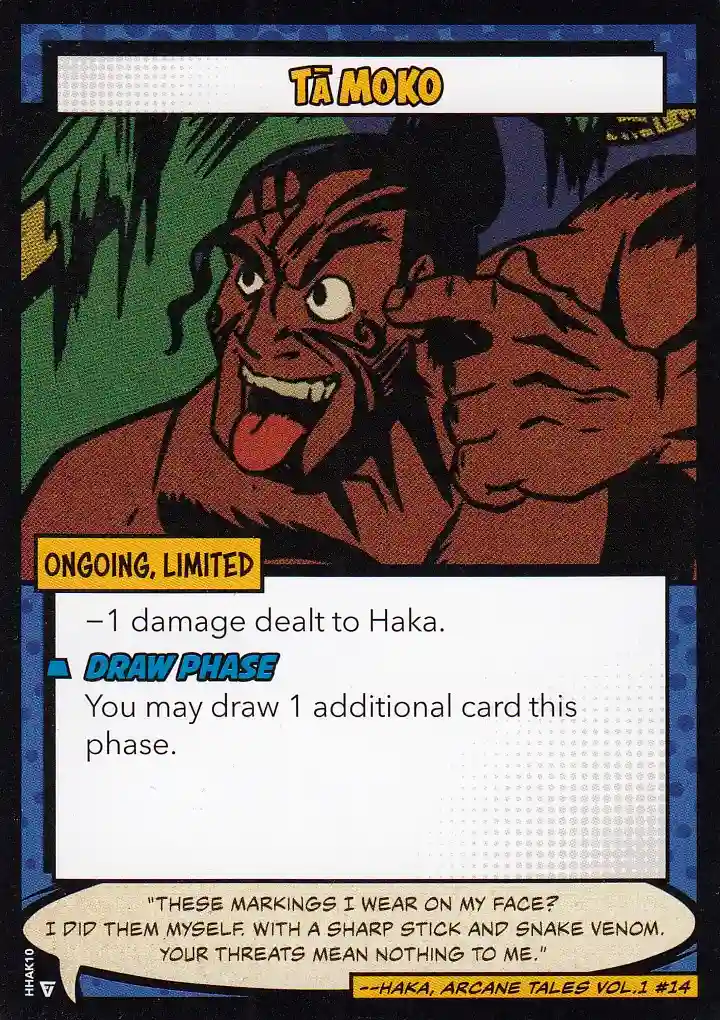 TĀ MOKO
ONGOING, LIMITED
−1 damage dealt to Haka.
DRAW PHASE
You may draw 1 additional card this
phase.
"THESE MARKINGS I WEAR ON MY FACE?
I DID THEM MYSELF. WITH A SHARP STICK AND SNAKE VENOM.
YOUR THREATS MEAN NOTHING TO ME."
--HAKA, ARCANE TALES VOL.1 #14
HHAK10